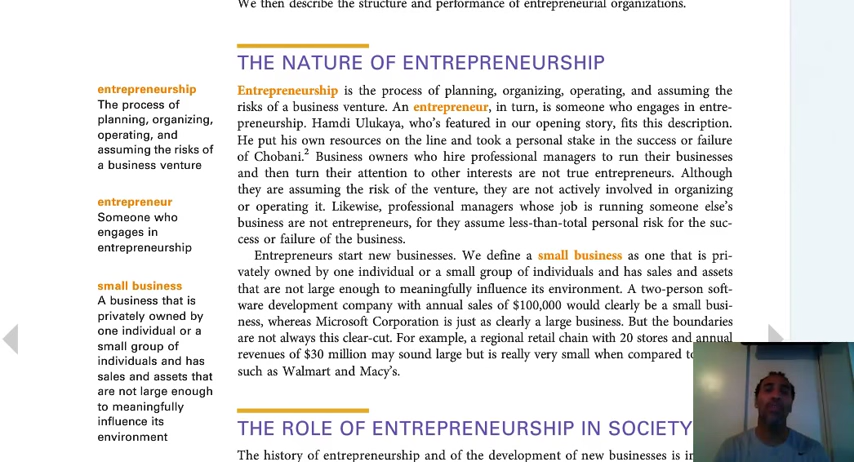 We then describe the structure and performance of entrepreneurial organizations.
THE NATURE OF ENTREPRENEURSHIP
entrepreneurship
The process of
planning, organizing,
operating, and
assuming the risks of
a business venture
entrepreneur
Someone who
engages in
entrepreneurship
small business
A business that is
privately owned by
one individual or a
small group of
individuals and has
sales and assets that
are not large enough
to meaningfully
influence its
environment
Entrepreneurship is the process of planning, organizing, operating, and assuming the
risks of a business venture. An entrepreneur, in turn, is someone who engages in entre-
preneurship. Hamdi Ulukaya, who's featured in our opening story, fits this description.
He put his own resources on the line and took a personal stake in the success or failure
of Chobani.² Business owners who hire professional managers to run their businesses
and then turn their attention to other interests are not true entrepreneurs. Although
they are assuming the risk of the venture, they are not actively involved in organizing
or operating it. Likewise, professional managers whose job is running someone else's
business are not entrepreneurs, for they assume less-than-total personal risk for the suc-
cess or failure of the business.
Entrepreneurs start new businesses. We define a small business as one that is pri-
vately owned by one individual or a small group of individuals and has sales and assets
that are not large enough to meaningfully influence its environment. A two-person soft-
ware development company with annual sales of $100,000 would clearly be a small busi-
ness, whereas Microsoft Corporation is just as clearly a large business. But the boundaries
are not always this clear-cut. For example, a regional retail chain with 20 stores and annual
revenues of $30 million may sound large but is really very small when compared
such as Walmart and Macy's.
THE ROLE OF ENTREPRENEURSHIP IN SOCIETY
The history of entrepreneurship and of the development of new businesses is